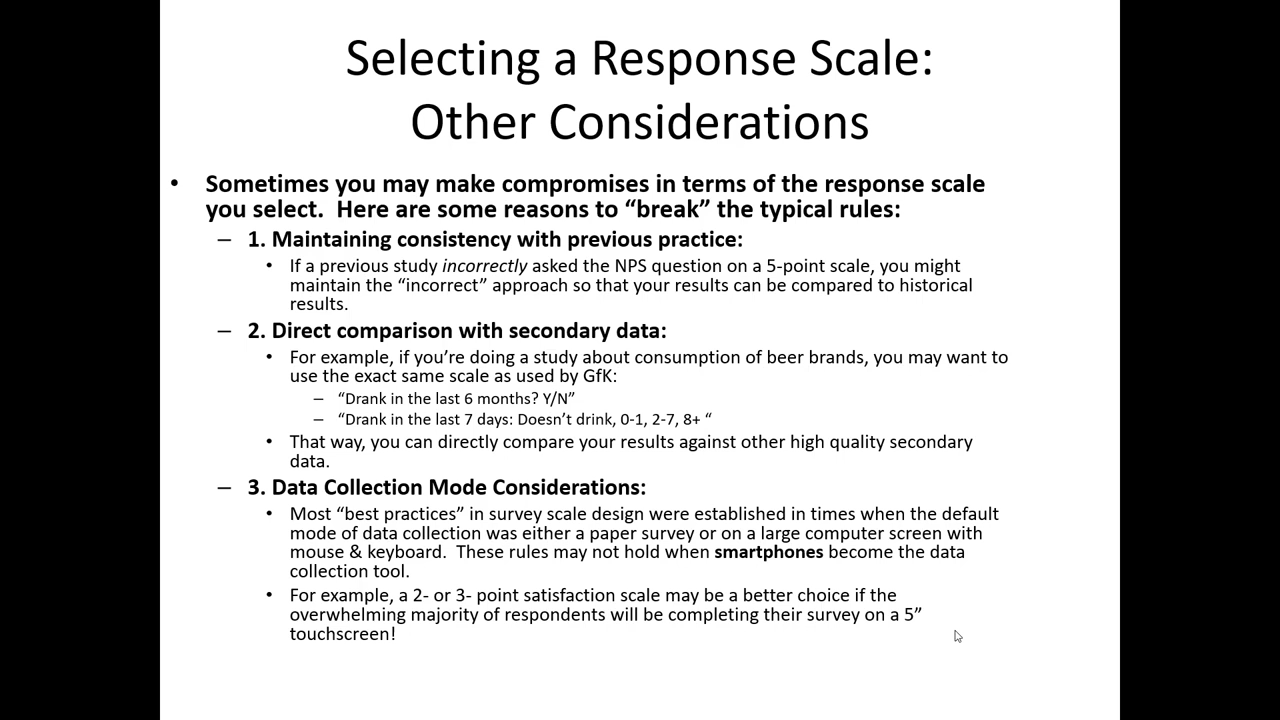 Selecting a Response Scale:
Other Considerations
• Sometimes you may make compromises in terms of the response scale
you select.  Here are some reasons to “break” the typical rules:
– 1. Maintaining consistency with previous practice:
• If a previous study incorrectly asked the NPS question on a 5-point scale, you might
maintain the “incorrect” approach so that your results can be compared to historical
results.
– 2. Direct comparison with secondary data:
• For example, if you’re doing a study about consumption of beer brands, you may want to
use the exact same scale as used by GfK:
– “Drank in the last 6 months? Y/N”
– “Drank in the last 7 days: Doesn’t drink, 0-1, 2-7, 8+ “
• That way, you can directly compare your results against other high quality secondary
data.
– 3. Data Collection Mode Considerations:
• Most “best practices” in survey scale design were established in times when the default
mode of data collection was either a paper survey or on a large computer screen with
mouse & keyboard.  These rules may not hold when smartphones become the data
collection tool.
• For example, a 2- or 3- point satisfaction scale may be a better choice if the
overwhelming majority of respondents will be completing their survey on a 5”
touchscreen!